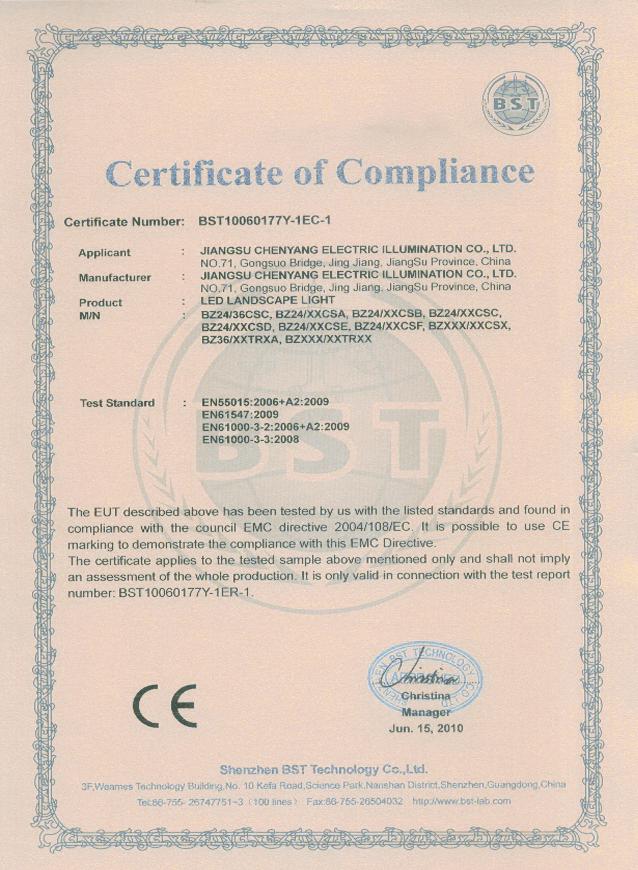 BST
Certificate of Compliance
Certificate Number: BST10060177Y-1EC-1
Applicant : JIANGSU CHENYANG ELECTRIC ILLUMINATION CO., LTD.
NO.71, Gongsuo Bridge, Jing Jiang, JiangSu Province, China
Manufacturer : JIANGSU CHENYANG ELECTRIC ILLUMINATION CO., LTD.
NO.71, Gongsuo Bridge, Jing Jiang, JiangSu Province, China
Product : LED LANDSCAPE LIGHT
M/N : BZ24/36CSC, BZ24/XXCSA, BZ24/XXCSB, BZ24/XXCSC,
BZ24/XXCSD, BZ24/XXCSE, BZ24/XXCSF, BZXXX/XXCSX,
BZ36/XXTRXA, BZXXX/XXTRXX
Test Standard : EN55015:2006+A2:2009
EN61547:2009
EN61000-3-2:2006+A2:2009
EN61000-3-3:2008
BST
The EUT described above has been tested by us with the listed standards and found in
compliance with the council EMC directive 2004/108/EC. It is possible to use CE
marking to demonstrate the compliance with this EMC Directive.
The certificate applies to the tested sample above mentioned only and shall not imply
an assessment of the whole production. It is only valid in connection with the test report
number: BST10060177Y-1ER-1.
CE
BST TECHNOLOGY
Christina
Christina
Manager
Jun. 15, 2010
Shenzhen BST Technology Co.,Ltd.
3F,Weames Technology Building,No. 10 Kefa Road,Science Park,Nanshan District,Shenzhen,Guangdong,China
Tel:86-755- 26747751~3 (100 lines) Fax:86-755-26504032 http://www.bst-lab.com